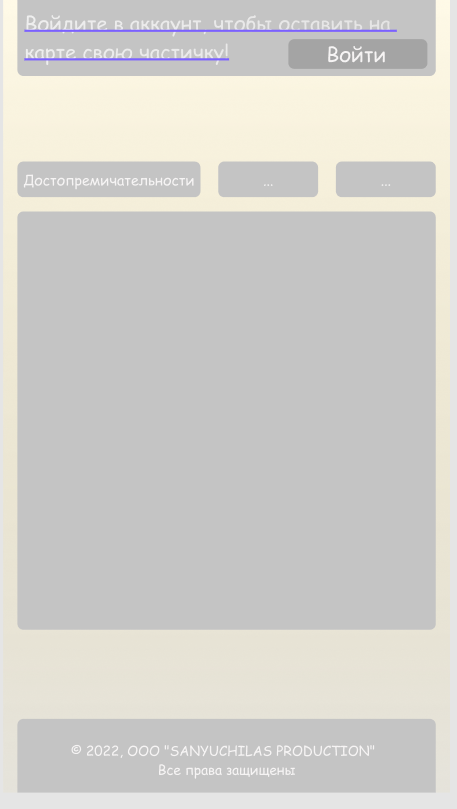 Войдите в аккаунт, чтобы оставить на
карте свою частичку!
Войти
Достопремичательности
...
...
© 2022, ООО "SANYUCHILAS PRODUCTION"
Все права защищены